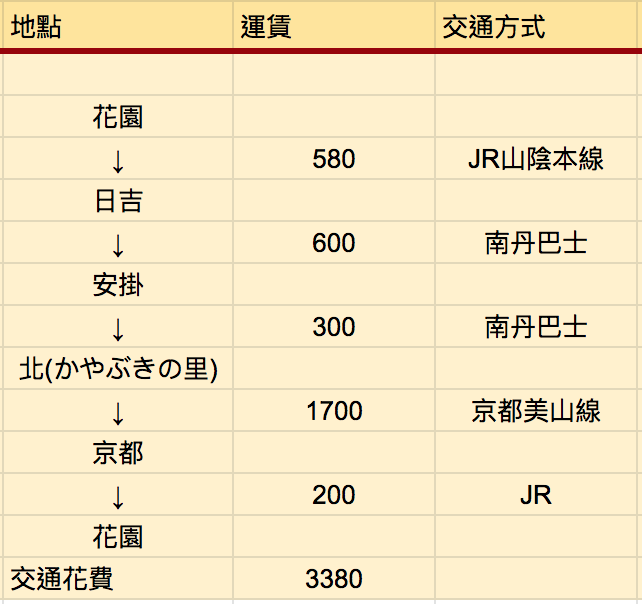 地點 運賃 交通方式
花園
↓ 580 JR山陰本線
日吉
↓ 600 南丹巴士
安掛
↓ 300 南丹巴士
北(かやぶきの里)
↓ 1700 京都美山線
京都
↓ 200 JR
花園
交通花費 3380